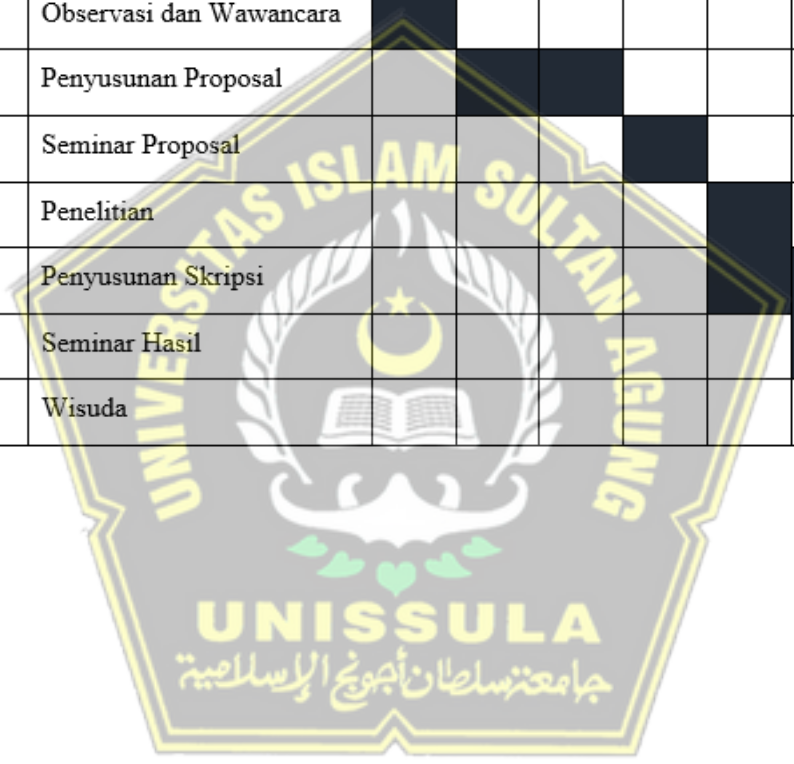 Observasi dan Wawancara
Penyusunan Proposal
Seminar Proposal
Penelitian
Penyusunan Skripsi
Seminar Hasil
Wisuda
UNIVERSITAS ISLAM SULTAN AGUNG
UNISSULA
جامعة سلطان أجونج الإسلامية